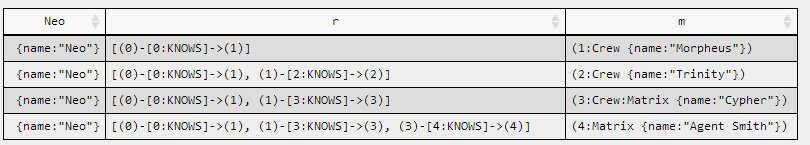 Neo r m
{name:"Neo"} [(0)-[0:KNOWS]->(1)] (1:Crew {name:"Morpheus"})
{name:"Neo"} [(0)-[0:KNOWS]->(1), (1)-[2:KNOWS]->(2)] (2:Crew {name:"Trinity"})
{name:"Neo"} [(0)-[0:KNOWS]->(1), (1)-[3:KNOWS]->(3)] (3:Crew:Matrix {name:"Cypher"})
{name:"Neo"} [(0)-[0:KNOWS]->(1), (1)-[3:KNOWS]->(3), (3)-[4:KNOWS]->(4)] (4:Matrix {name:"Agent Smith"})